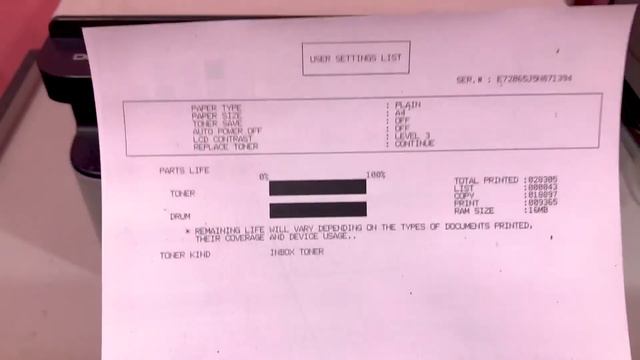 USER SETTINGS LIST
SER.# : E72865J5N871394
PAPER TYPE : PLAIN
PAPER SIZE : A4
TONER SAVE : OFF
AUTO POWER OFF : OFF
LCD CONTRAST : LEVEL 3
REPLACE TONER : CONTINUE
PARTS LIFE
0% 100%
TONER
DRUM
TOTAL PRINTED :028305
LIST :000043
COPY :018897
PRINT :009365
RAM SIZE :16MB
* REMAINING LIFE WILL VARY DEPENDING ON THE TYPES OF DOCUMENTS PRINTED,
THEIR COVERAGE AND DEVICE USAGE..
TONER KIND INBOX TONER